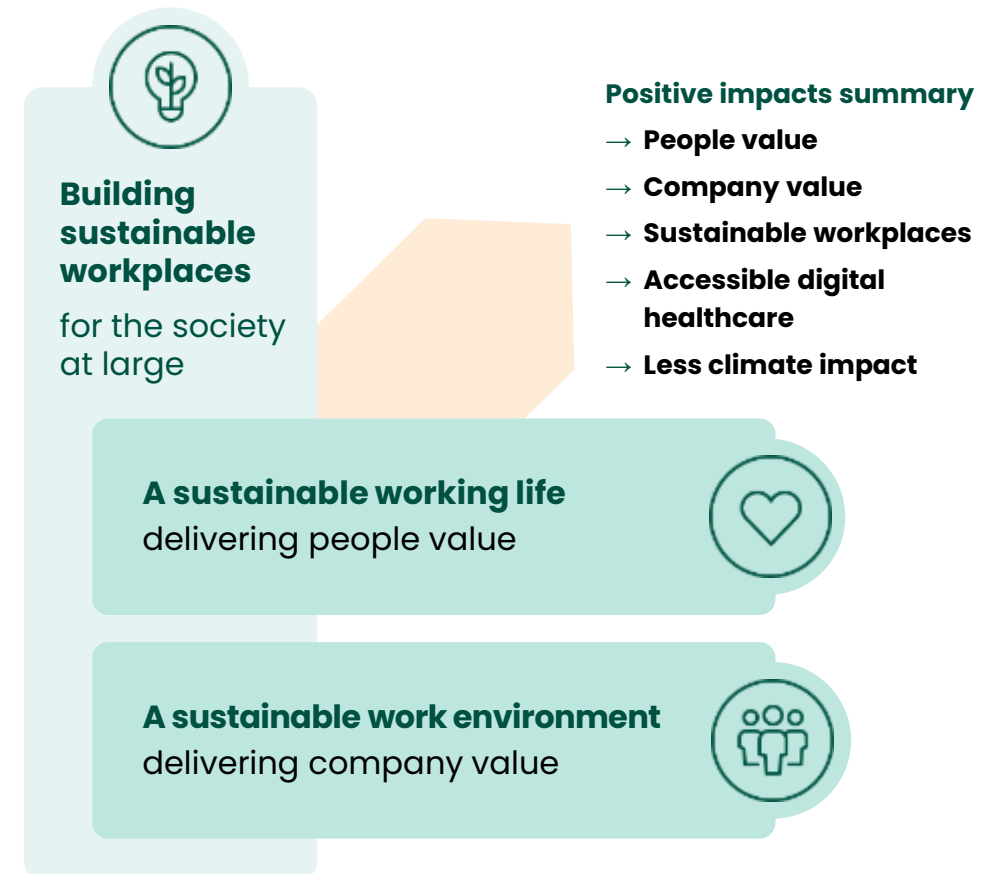 Building
sustainable
workplaces
for the society
at large
Positive impacts summary
→ People value
→ Company value
→ Sustainable workplaces
→ Accessible digital
healthcare
→ Less climate impact
A sustainable working life
delivering people value
A sustainable work environment
delivering company value